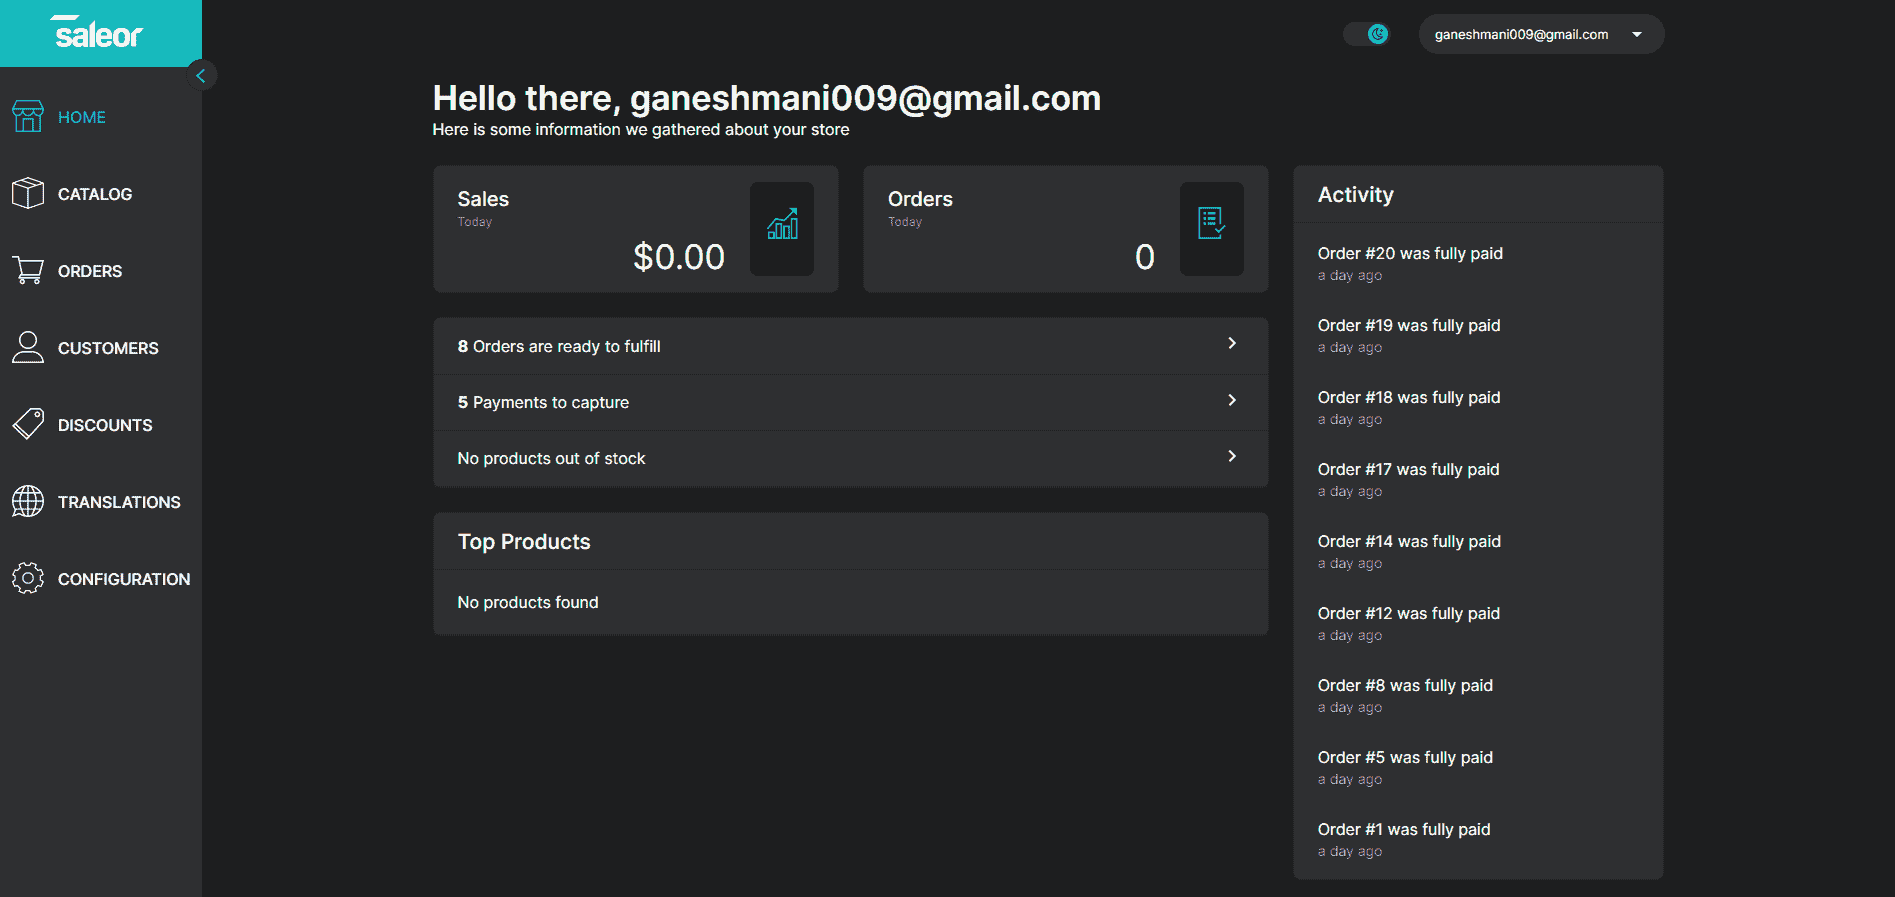 saleor
ganeshmani009@gmail.com
HOME
CATALOG
ORDERS
CUSTOMERS
DISCOUNTS
TRANSLATIONS
CONFIGURATION
Hello there, ganeshmani009@gmail.com
Here is some information we gathered about your store
Sales
Today
$0.00
Orders
Today
0
8 Orders are ready to fulfill
5 Payments to capture
No products out of stock
Top Products
No products found
Activity
Order #20 was fully paid
a day ago
Order #19 was fully paid
a day ago
Order #18 was fully paid
a day ago
Order #17 was fully paid
a day ago
Order #14 was fully paid
a day ago
Order #12 was fully paid
a day ago
Order #8 was fully paid
a day ago
Order #5 was fully paid
a day ago
Order #1 was fully paid
a day ago